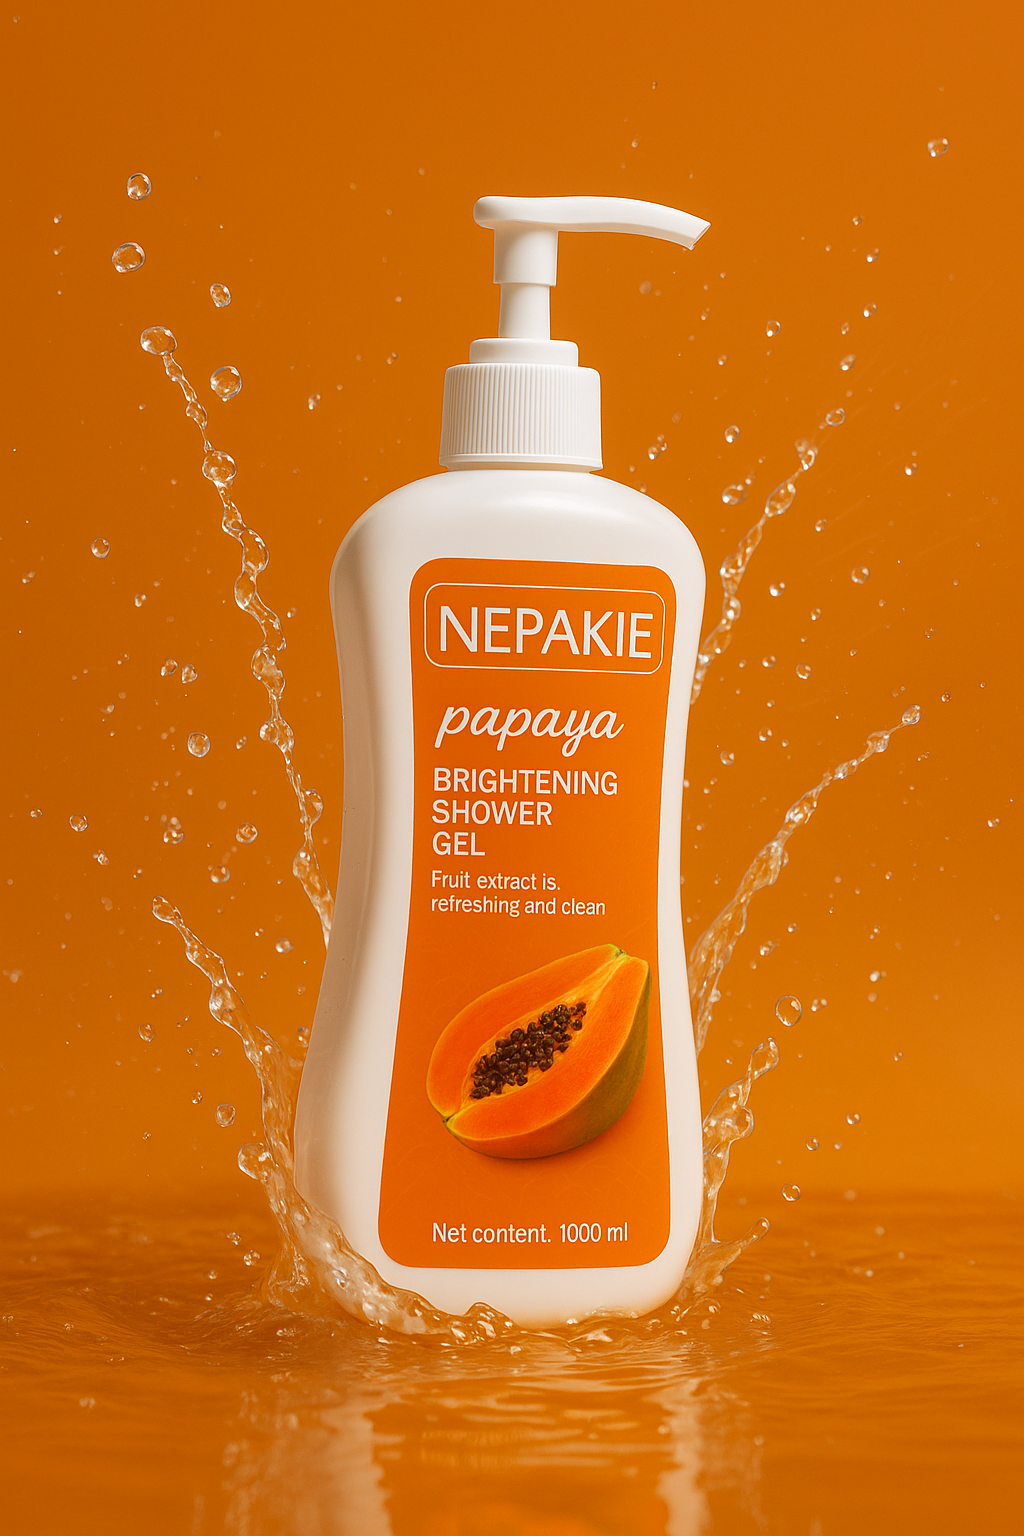 NEPAKIE
papaya
BRIGHTENING
SHOWER
GEL
Fruit extract is.
refreshing and clean
Net content. 1000 ml